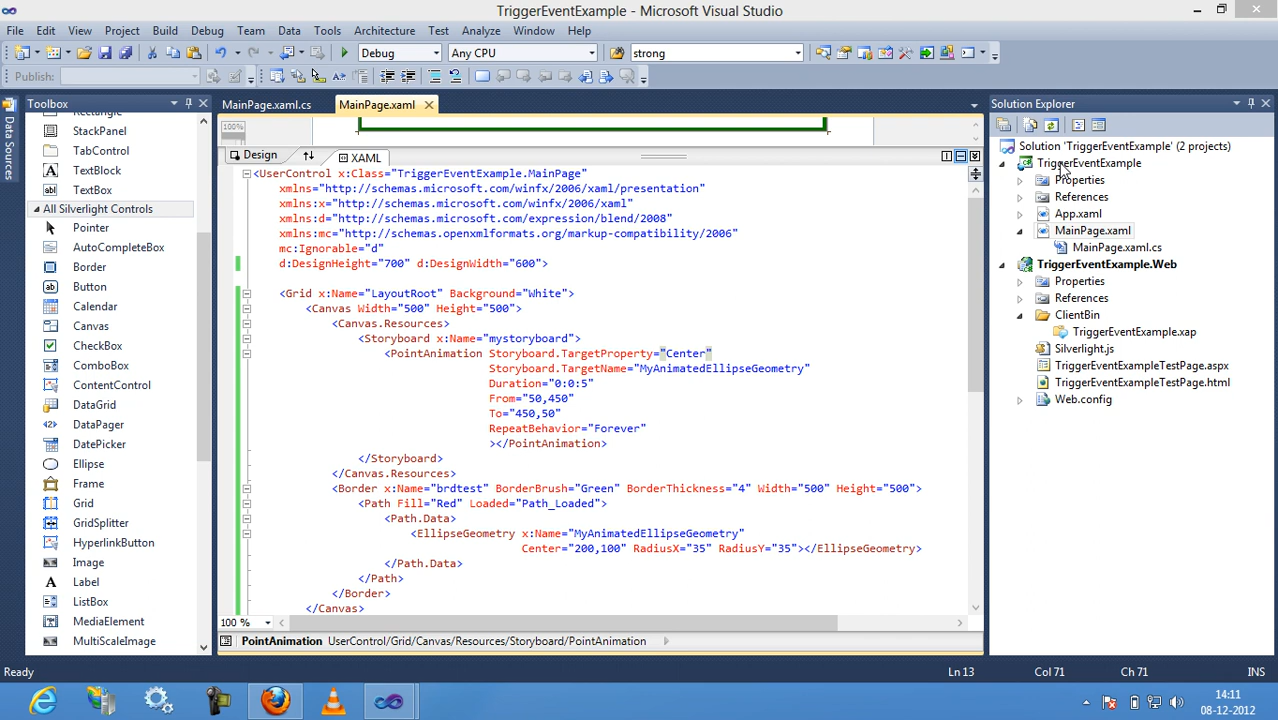 TriggerEventExample - Microsoft Visual Studio
File Edit View Project Build Debug Team Data Tools Architecture Test Analyze Window Help
Debug Any CPU strong
Publish:
Data Sources
Toolbox
Rectangle
StackPanel
TabControl
TextBlock
TextBox
All Silverlight Controls
Pointer
AutoCompleteBox
Border
Button
Calendar
Canvas
CheckBox
ComboBox
ContentControl
DataGrid
DataPager
DatePicker
Ellipse
Frame
Grid
GridSplitter
HyperlinkButton
Image
Label
ListBox
MediaElement
MultiScaleImage
MainPage.xaml.cs MainPage.xaml
100%
Design XAML
<UserControl x:Class="TriggerEventExample.MainPage"
xmlns="http://schemas.microsoft.com/winfx/2006/xaml/presentation"
xmlns:x="http://schemas.microsoft.com/winfx/2006/xaml"
xmlns:d="http://schemas.microsoft.com/expression/blend/2008"
xmlns:mc="http://schemas.openxmlformats.org/markup-compatibility/2006"
mc:Ignorable="d"
d:DesignHeight="700" d:DesignWidth="600">
<Grid x:Name="LayoutRoot" Background="White">
<Canvas Width="500" Height="500">
<Canvas.Resources>
<Storyboard x:Name="mystoryboard">
<PointAnimation Storyboard.TargetProperty="Center"
Storyboard.TargetName="MyAnimatedEllipseGeometry"
Duration="0:0:5"
From="50,450"
To="450,50"
RepeatBehavior="Forever"
></PointAnimation>
</Storyboard>
</Canvas.Resources>
<Border x:Name="brdtest" BorderBrush="Green" BorderThickness="4" Width="500" Height="500">
<Path Fill="Red" Loaded="Path_Loaded">
<Path.Data>
<EllipseGeometry x:Name="MyAnimatedEllipseGeometry"
Center="200,100" RadiusX="35" RadiusY="35"></EllipseGeometry>
</Path.Data>
</Path>
</Border>
</Canvas>
100 %
PointAnimation UserControl/Grid/Canvas/Resources/Storyboard/PointAnimation
Solution Explorer
Solution 'TriggerEventExample' (2 projects)
TriggerEventExample
Properties
References
App.xaml
MainPage.xaml
MainPage.xaml.cs
TriggerEventExample.Web
Properties
References
ClientBin
TriggerEventExample.xap
Silverlight.js
TriggerEventExampleTestPage.aspx
TriggerEventExampleTestPage.html
Web.config
Ready Ln 13 Col 71 Ch 71 INS
14:11
08-12-2012